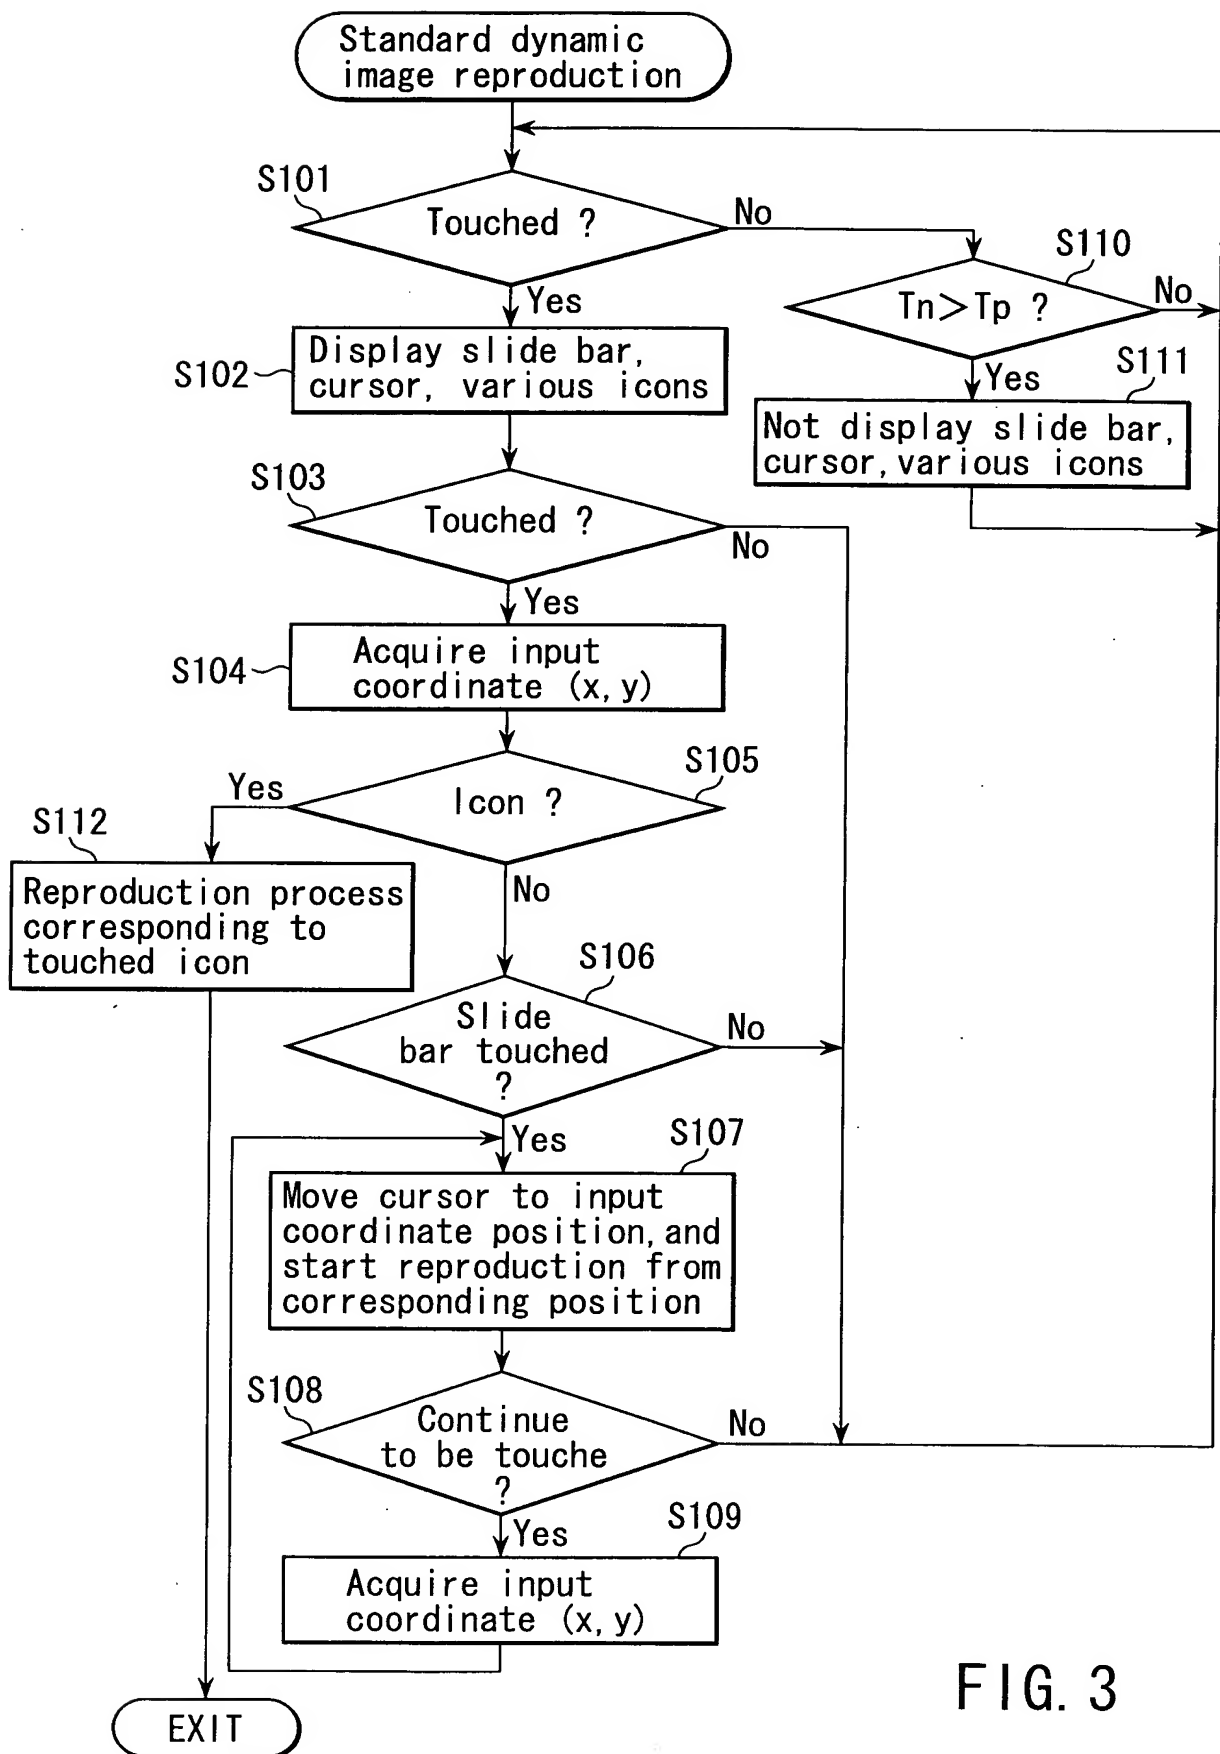 Standard dynamic
image reproduction
S101
Touched ?
No
Yes
S110
Tn>Tp ?
No
Yes
S102
Display slide bar,
cursor, various icons
S111
Not display slide bar,
cursor, various icons
S103
Touched ?
No
Yes
S104
Acquire input
coordinate (x, y)
S105
Icon ?
Yes
No
S112
Reproduction process
corresponding to
touched icon
S106
Slide
bar touched
?
No
Yes
S107
Move cursor to input
coordinate position, and
start reproduction from
corresponding position
S108
Continue
to be touche
?
No
Yes
S109
Acquire input
coordinate (x, y)
EXIT
FIG. 3